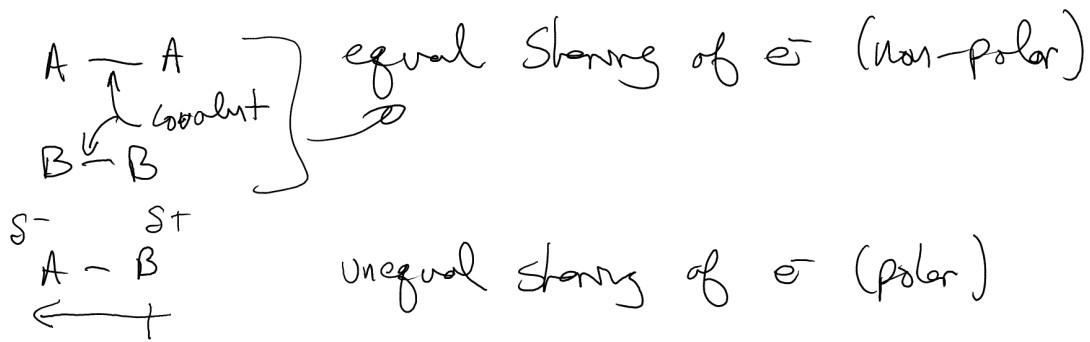 A — A equal Sharing of e⁻ (non-polar)
covalent
B — B
δ- δ+
A - B unequal sharing of e⁻ (polar)